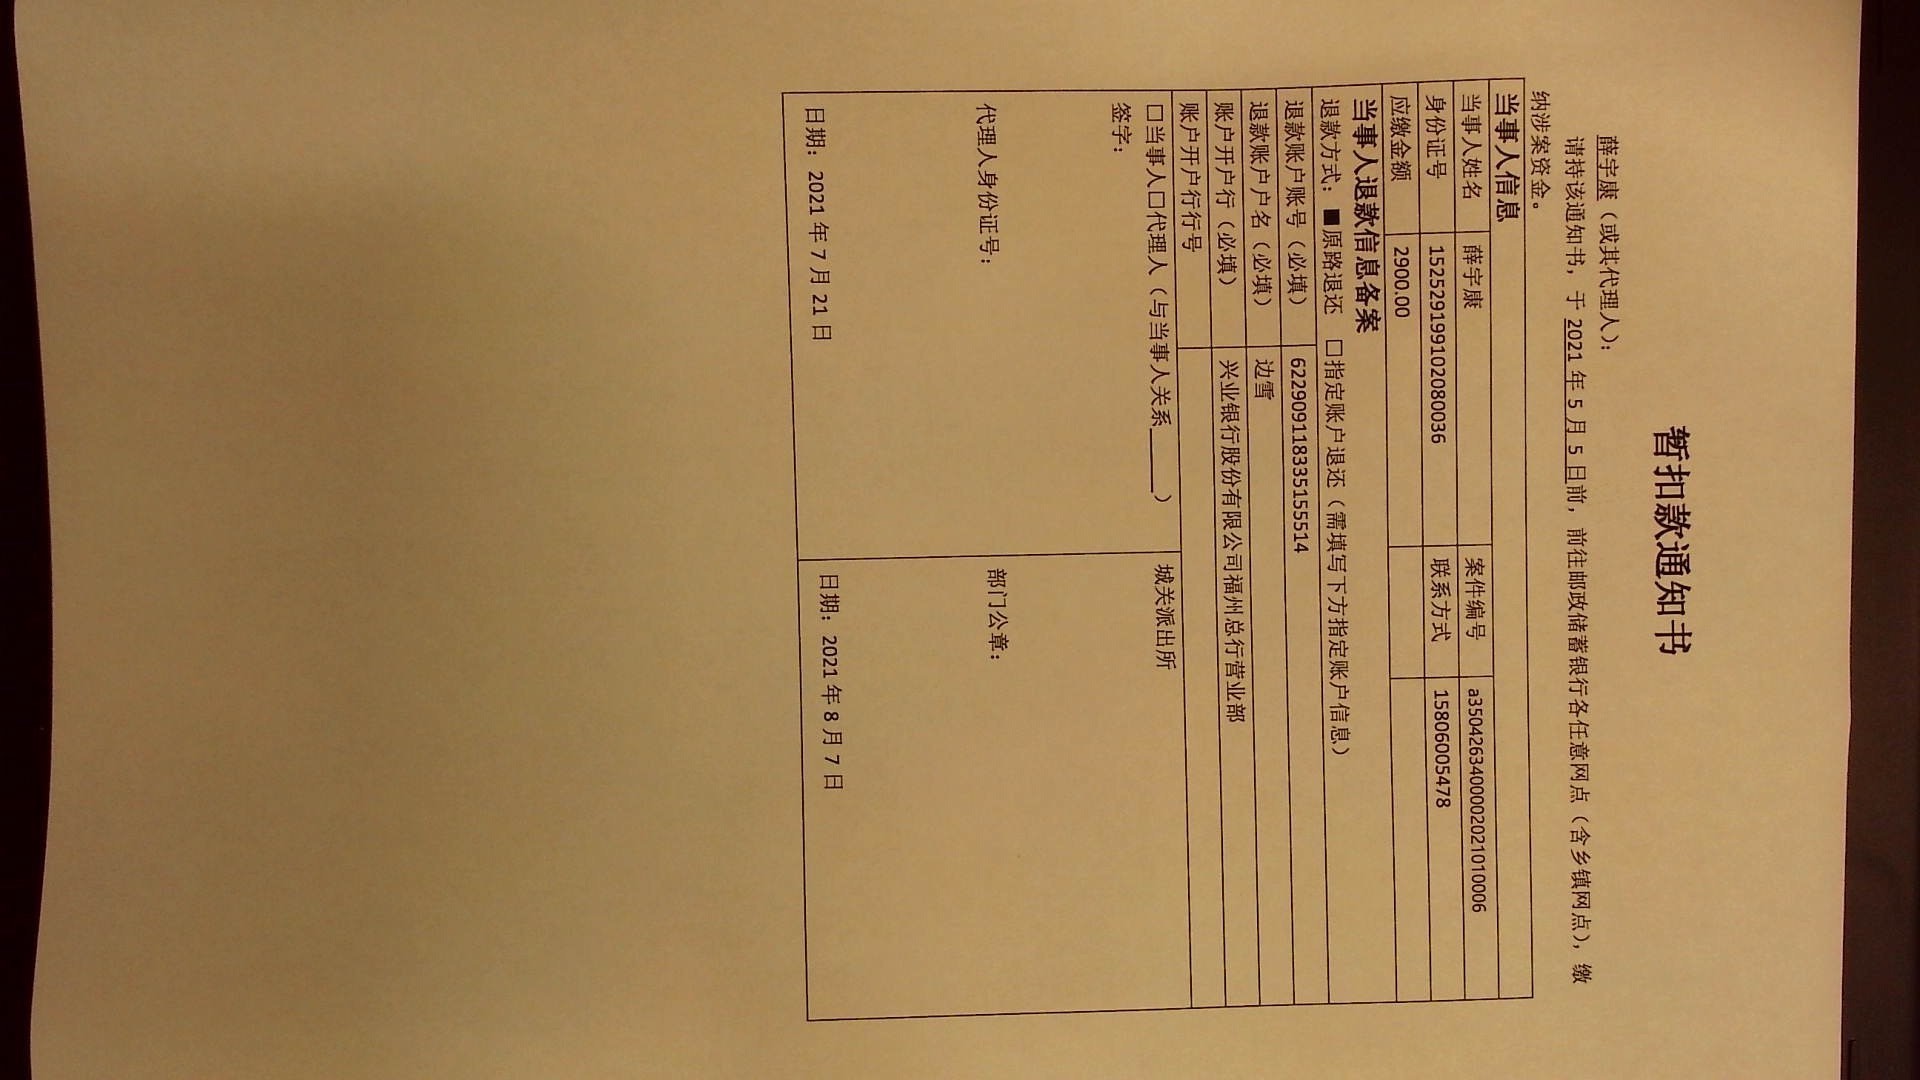 暂扣款通知书
薛宇康（或其代理人）：
请持该通知书，于 2021 年 5 月 5 日前，前往邮政储蓄银行各任意网点（含乡镇网点），缴
纳涉案资金。
当事人信息
当事人姓名 薛宇康 案件编号 a3504263400002021010006
身份证号 152529199102080036 联系方式 15806005478
应缴金额 2900.00
当事人退款信息备案
退款方式：■原路退还 □指定账户退还（需填写下方指定账户信息）
退款账户账号（必填） 622909118335155514
退款账户户名（必填） 边雪
账户开户行（必填） 兴业银行股份有限公司福州总行营业部
账户开户行行号
□当事人□代理人（与当事人关系______） 城关派出所
签字：
代理人身份证号： 部门公章：
日期：2021 年 7 月 21 日 日期：2021 年 8 月 7 日